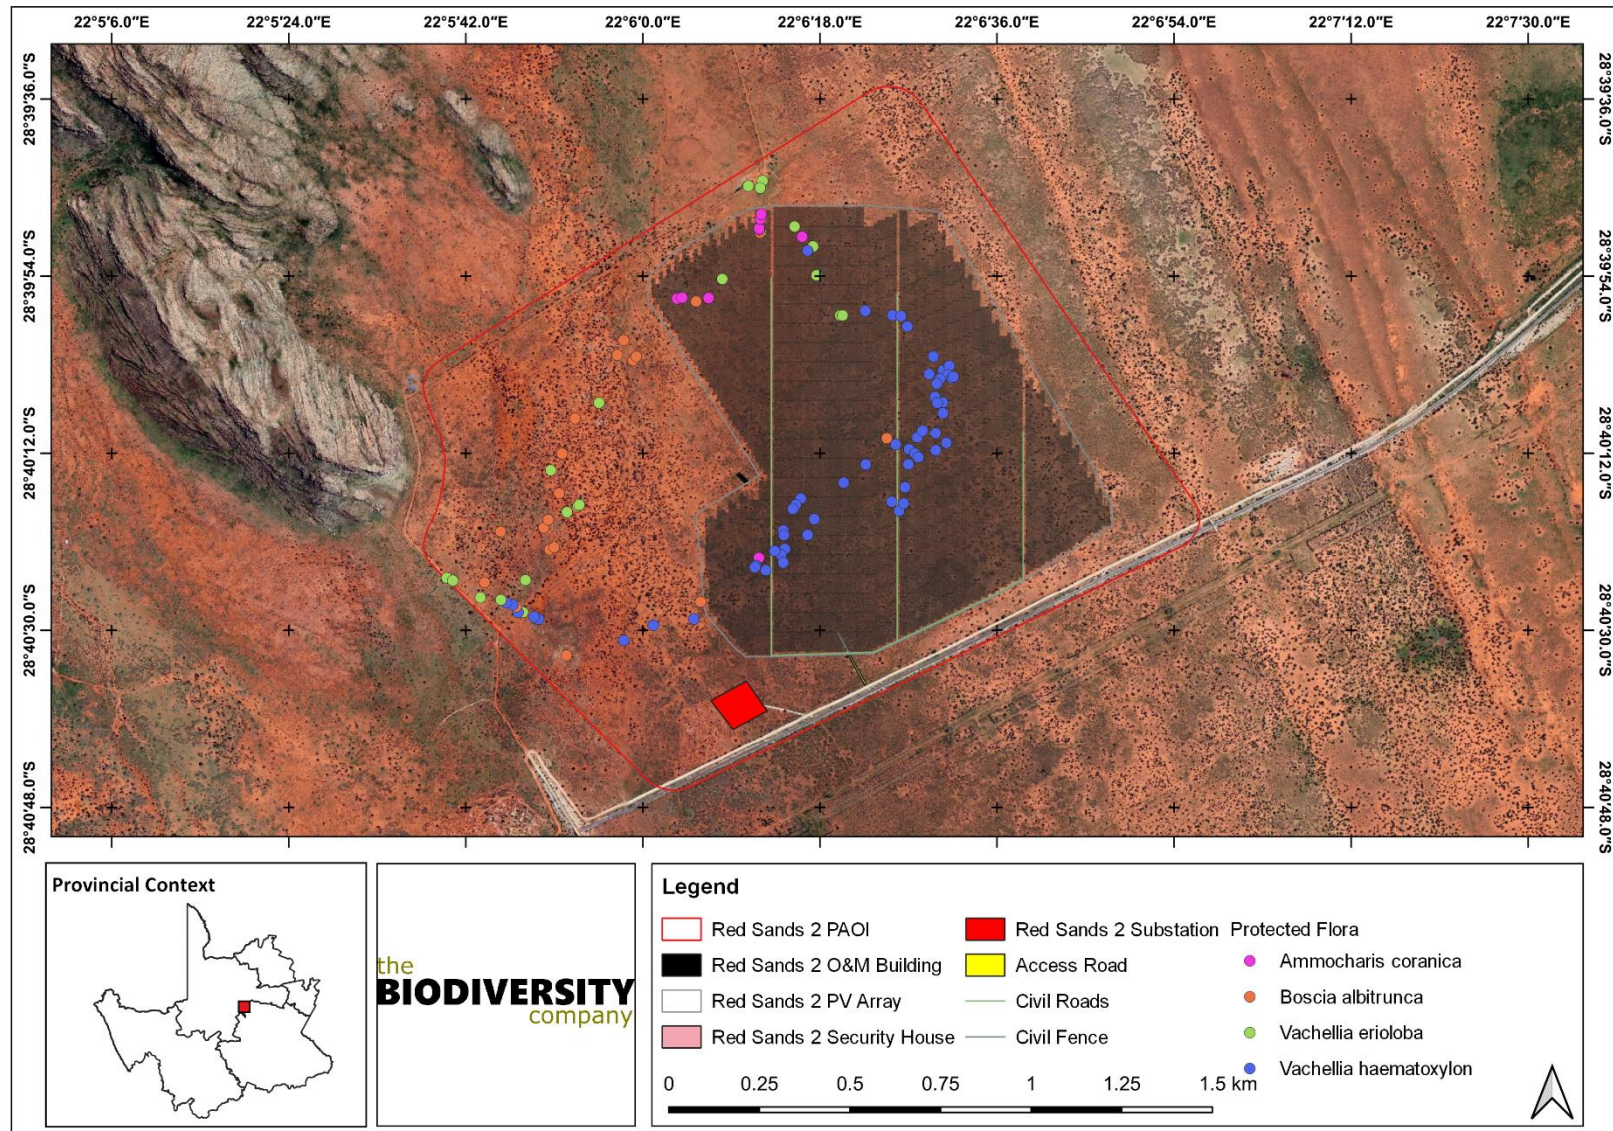 22°5'6.0"E 22°5'24.0"E 22°5'42.0"E 22°6'0.0"E 22°6'18.0"E 22°6'36.0"E 22°6'54.0"E 22°7'12.0"E 22°7'30.0"E
28°39'36.0"S 28°39'36.0"S
28°39'54.0"S 28°39'54.0"S
28°40'12.0"S 28°40'12.0"S
28°40'30.0"S 28°40'30.0"S
28°40'48.0"S 28°40'48.0"S
Provincial Context
the
BIODIVERSITY
company
Legend
Red Sands 2 PAOI
Red Sands 2 O&M Building
Red Sands 2 PV Array
Red Sands 2 Security House
Red Sands 2 Substation
Access Road
Civil Roads
Civil Fence
Protected Flora
Ammocharis coranica
Boscia albitrunca
Vachellia erioloba
Vachellia haematoxylon
0 0.25 0.5 0.75 1 1.25 1.5 km